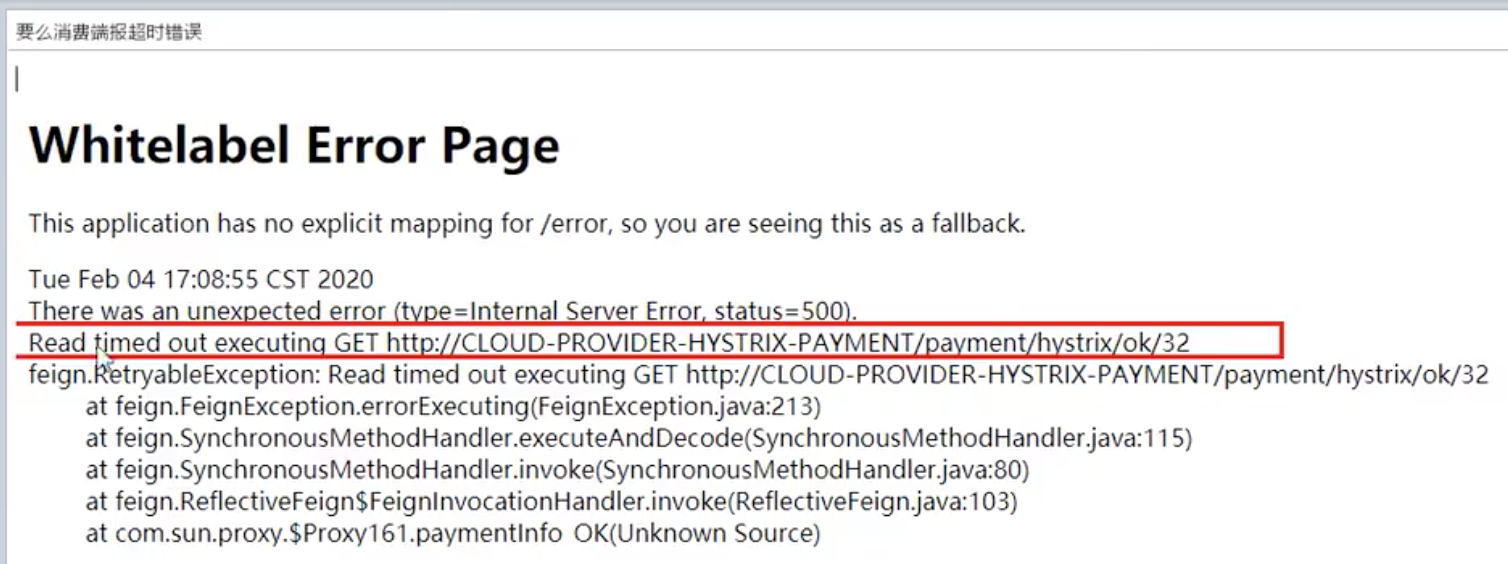 要么消费端报超时错误
Whitelabel Error Page
This application has no explicit mapping for /error, so you are seeing this as a fallback.
Tue Feb 04 17:08:55 CST 2020
There was an unexpected error (type=Internal Server Error, status=500).
Read timed out executing GET http://CLOUD-PROVIDER-HYSTRIX-PAYMENT/payment/hystrix/ok/32
feign.RetryableException: Read timed out executing GET http://CLOUD-PROVIDER-HYSTRIX-PAYMENT/payment/hystrix/ok/32
at feign.FeignException.errorExecuting(FeignException.java:213)
at feign.SynchronousMethodHandler.executeAndDecode(SynchronousMethodHandler.java:115)
at feign.SynchronousMethodHandler.invoke(SynchronousMethodHandler.java:80)
at feign.ReflectiveFeign$FeignInvocationHandler.invoke(ReflectiveFeign.java:103)
at com.sun.proxy.$Proxy161.paymentInfo_OK(Unknown Source)